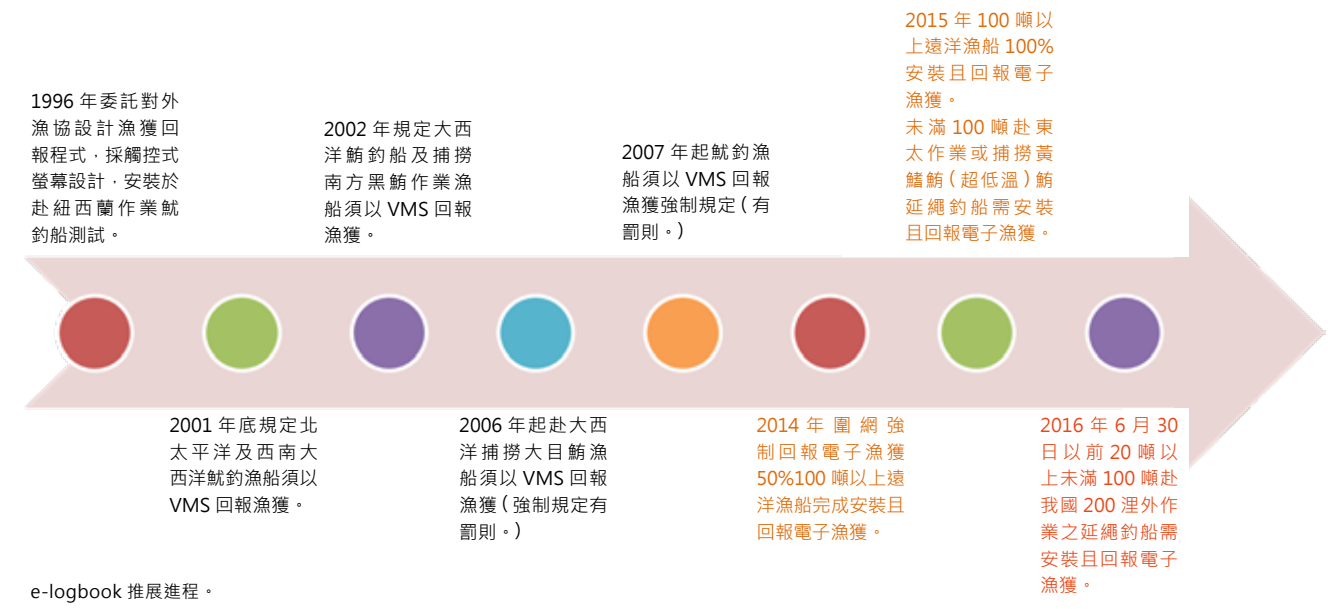 1996 年委託對外
漁協設計漁獲回
報程式，採觸控式
螢幕設計，安裝於
赴紐西蘭作業魷
釣船測試。
2001 年底規定北
太平洋及西南大
西洋魷釣漁船須以
VMS 回報漁獲。
2002 年規定大西
洋鮪釣船及捕撈
南方黑鮪作業漁
船須以 VMS 回報
漁獲。
2006 年起赴大西
洋捕撈大目鮪漁
船須以 VMS 回報
漁獲（強制規定有
罰則。）
2007 年起魷釣漁
船須以 VMS 回報
漁獲強制規定（有
罰則。）
2014 年 圍 網 強
制回報電子漁獲
50%100 噸以上遠
洋漁船完成安裝且
回報電子漁獲。
2015 年 100 噸以
上遠洋漁船 100%
安裝且回報電子
漁獲。
未滿 100 噸赴東
太作業或捕撈黃
鰭鮪（超低溫）鮪
延繩釣船需安裝
且回報電子漁獲。
2016 年 6 月 30
日以前 20 噸以
上未滿 100 噸赴
我國 200 浬外作
業之延繩釣船需
安裝且回報電子
漁獲。
e-logbook 推展進程。